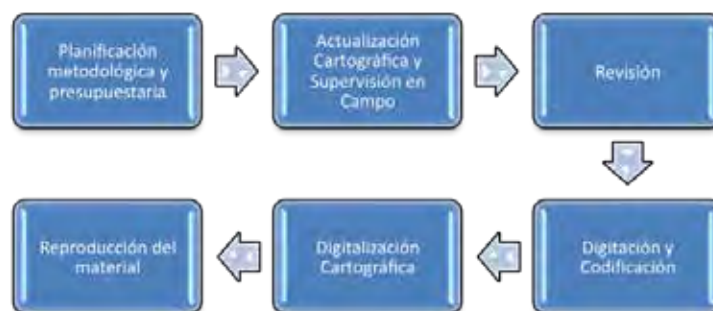 Planificación
metodológica y
presupuestaria
Actualización
Cartográfica y
Supervisión en
Campo
Revisión
Digitación y
Codificación
Digitalización
Cartográfica
Reproducción del
material